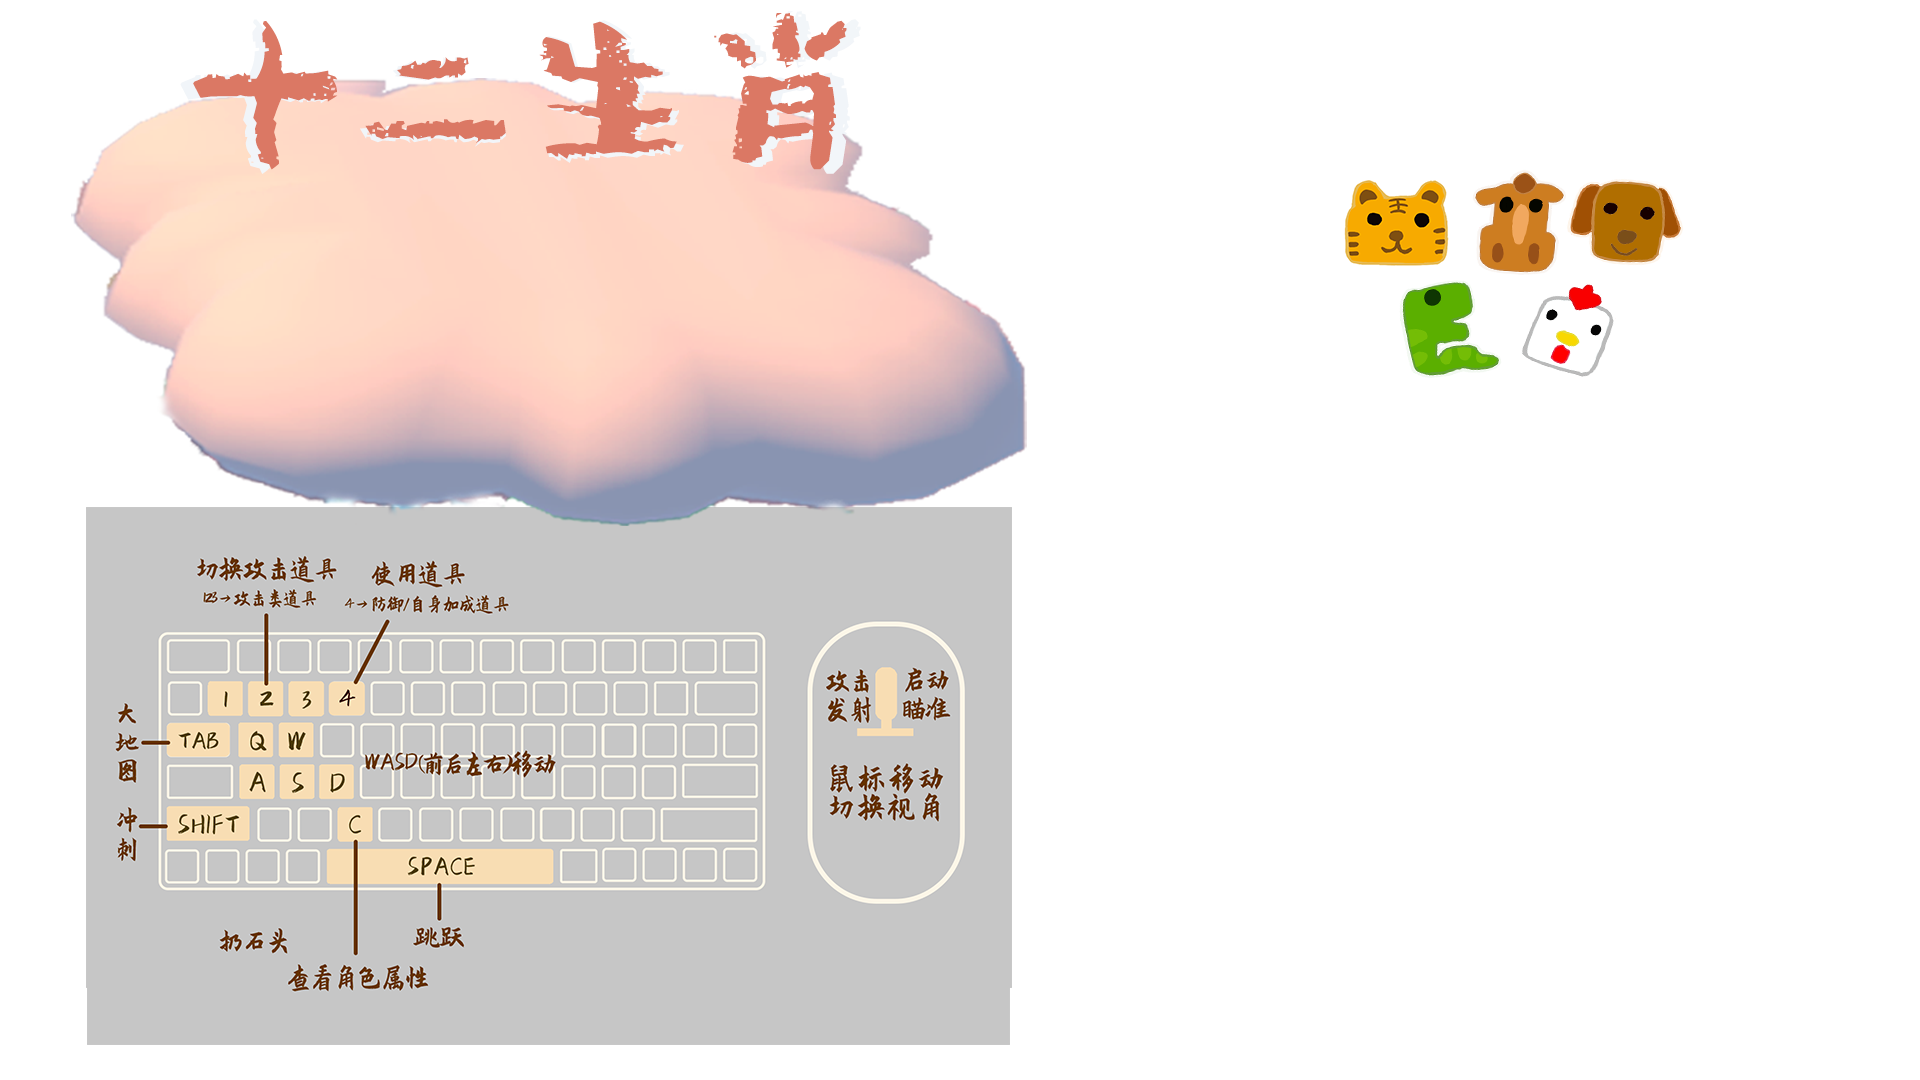 十二生肖
切换攻击道具
123→攻击类道具
使用道具
4→防御/自身加成道具
1 2 3 4
大地图
TAB Q W
WASD(前后左右)移动
A S D
冲刺
SHIFT C
SPACE
扔石头
跳跃
查看角色属性
攻击发射
启动瞄准
鼠标移动
切换视角